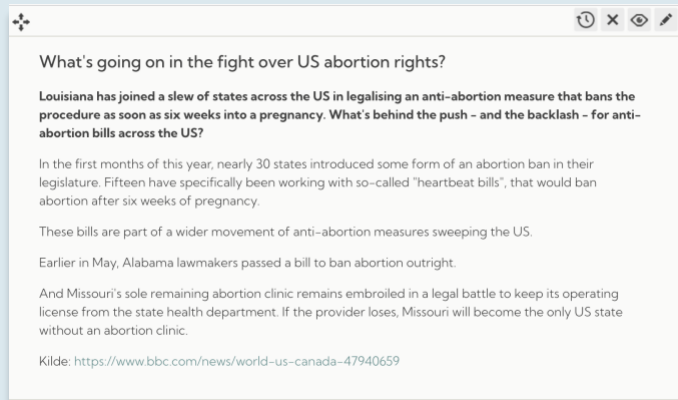 What's going on in the fight over US abortion rights?
Louisiana has joined a slew of states across the US in legalising an anti-abortion measure that bans the
procedure as soon as six weeks into a pregnancy. What's behind the push - and the backlash - for anti-
abortion bills across the US?
In the first months of this year, nearly 30 states introduced some form of an abortion ban in their
legislature. Fifteen have specifically been working with so-called "heartbeat bills", that would ban
abortion after six weeks of pregnancy.
These bills are part of a wider movement of anti-abortion measures sweeping the US.
Earlier in May, Alabama lawmakers passed a bill to ban abortion outright.
And Missouri's sole remaining abortion clinic remains embroiled in a legal battle to keep its operating
license from the state health department. If the provider loses, Missouri will become the only US state
without an abortion clinic.
Kilde: https://www.bbc.com/news/world-us-canada-47940659